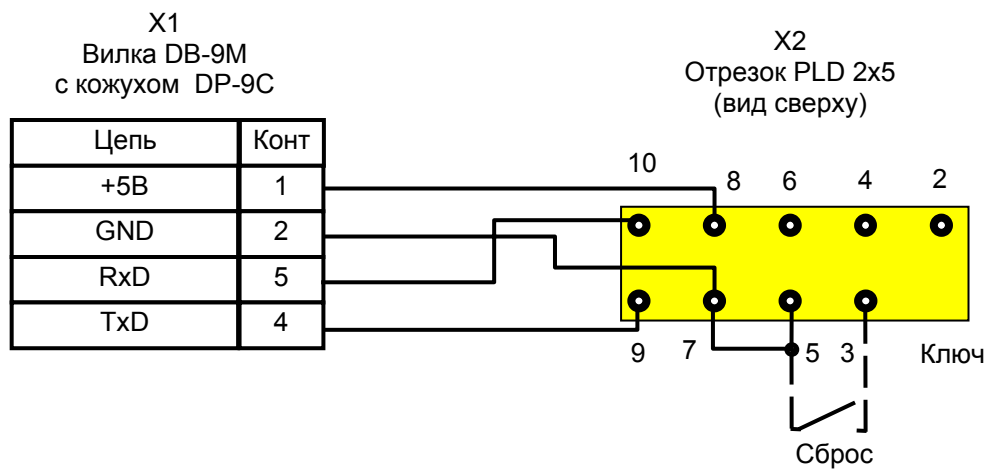 X1
Вилка DB-9M
с кожухом DP-9C
X2
Отрезок PLD 2x5
(вид сверху)
Цепь Конт
+5В 1
GND 2
RxD 5
TxD 4
10 8 6 4 2
9 7 5 3 Ключ
Сброс